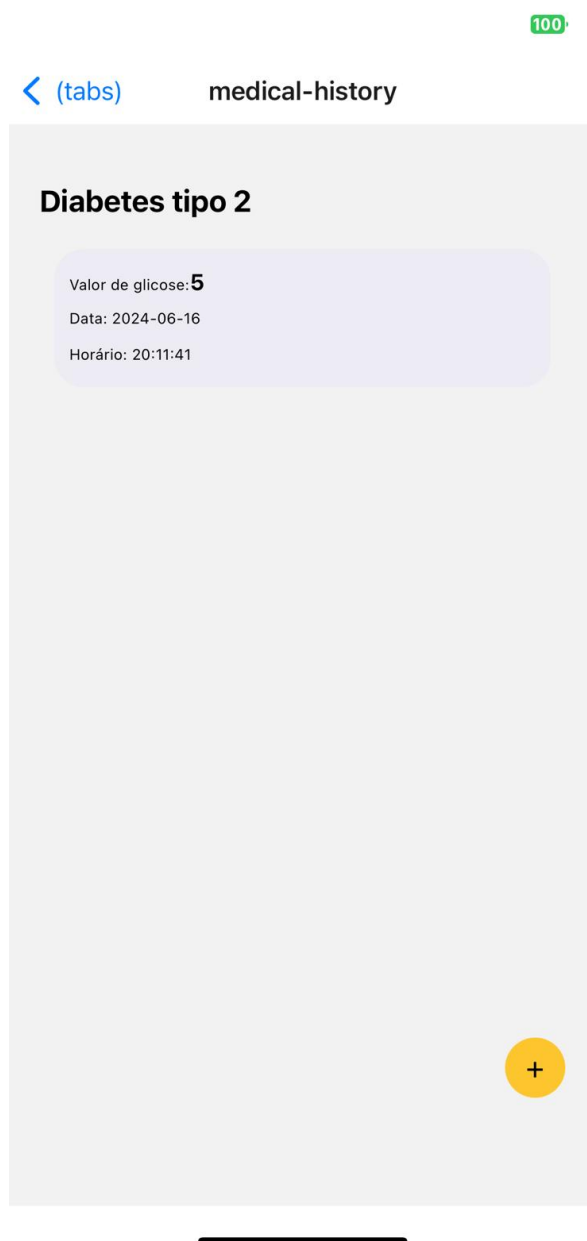 100
(tabs)
medical-history
Diabetes tipo 2
Valor de glicose:5
Data: 2024-06-16
Horário: 20:11:41
+